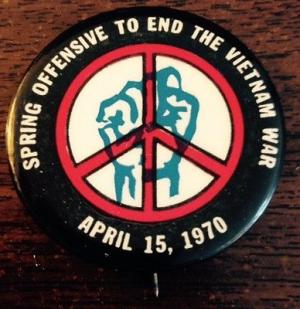 SPRING OFFENSIVE TO END THE VIETNAM WAR
APRIL 15, 1970